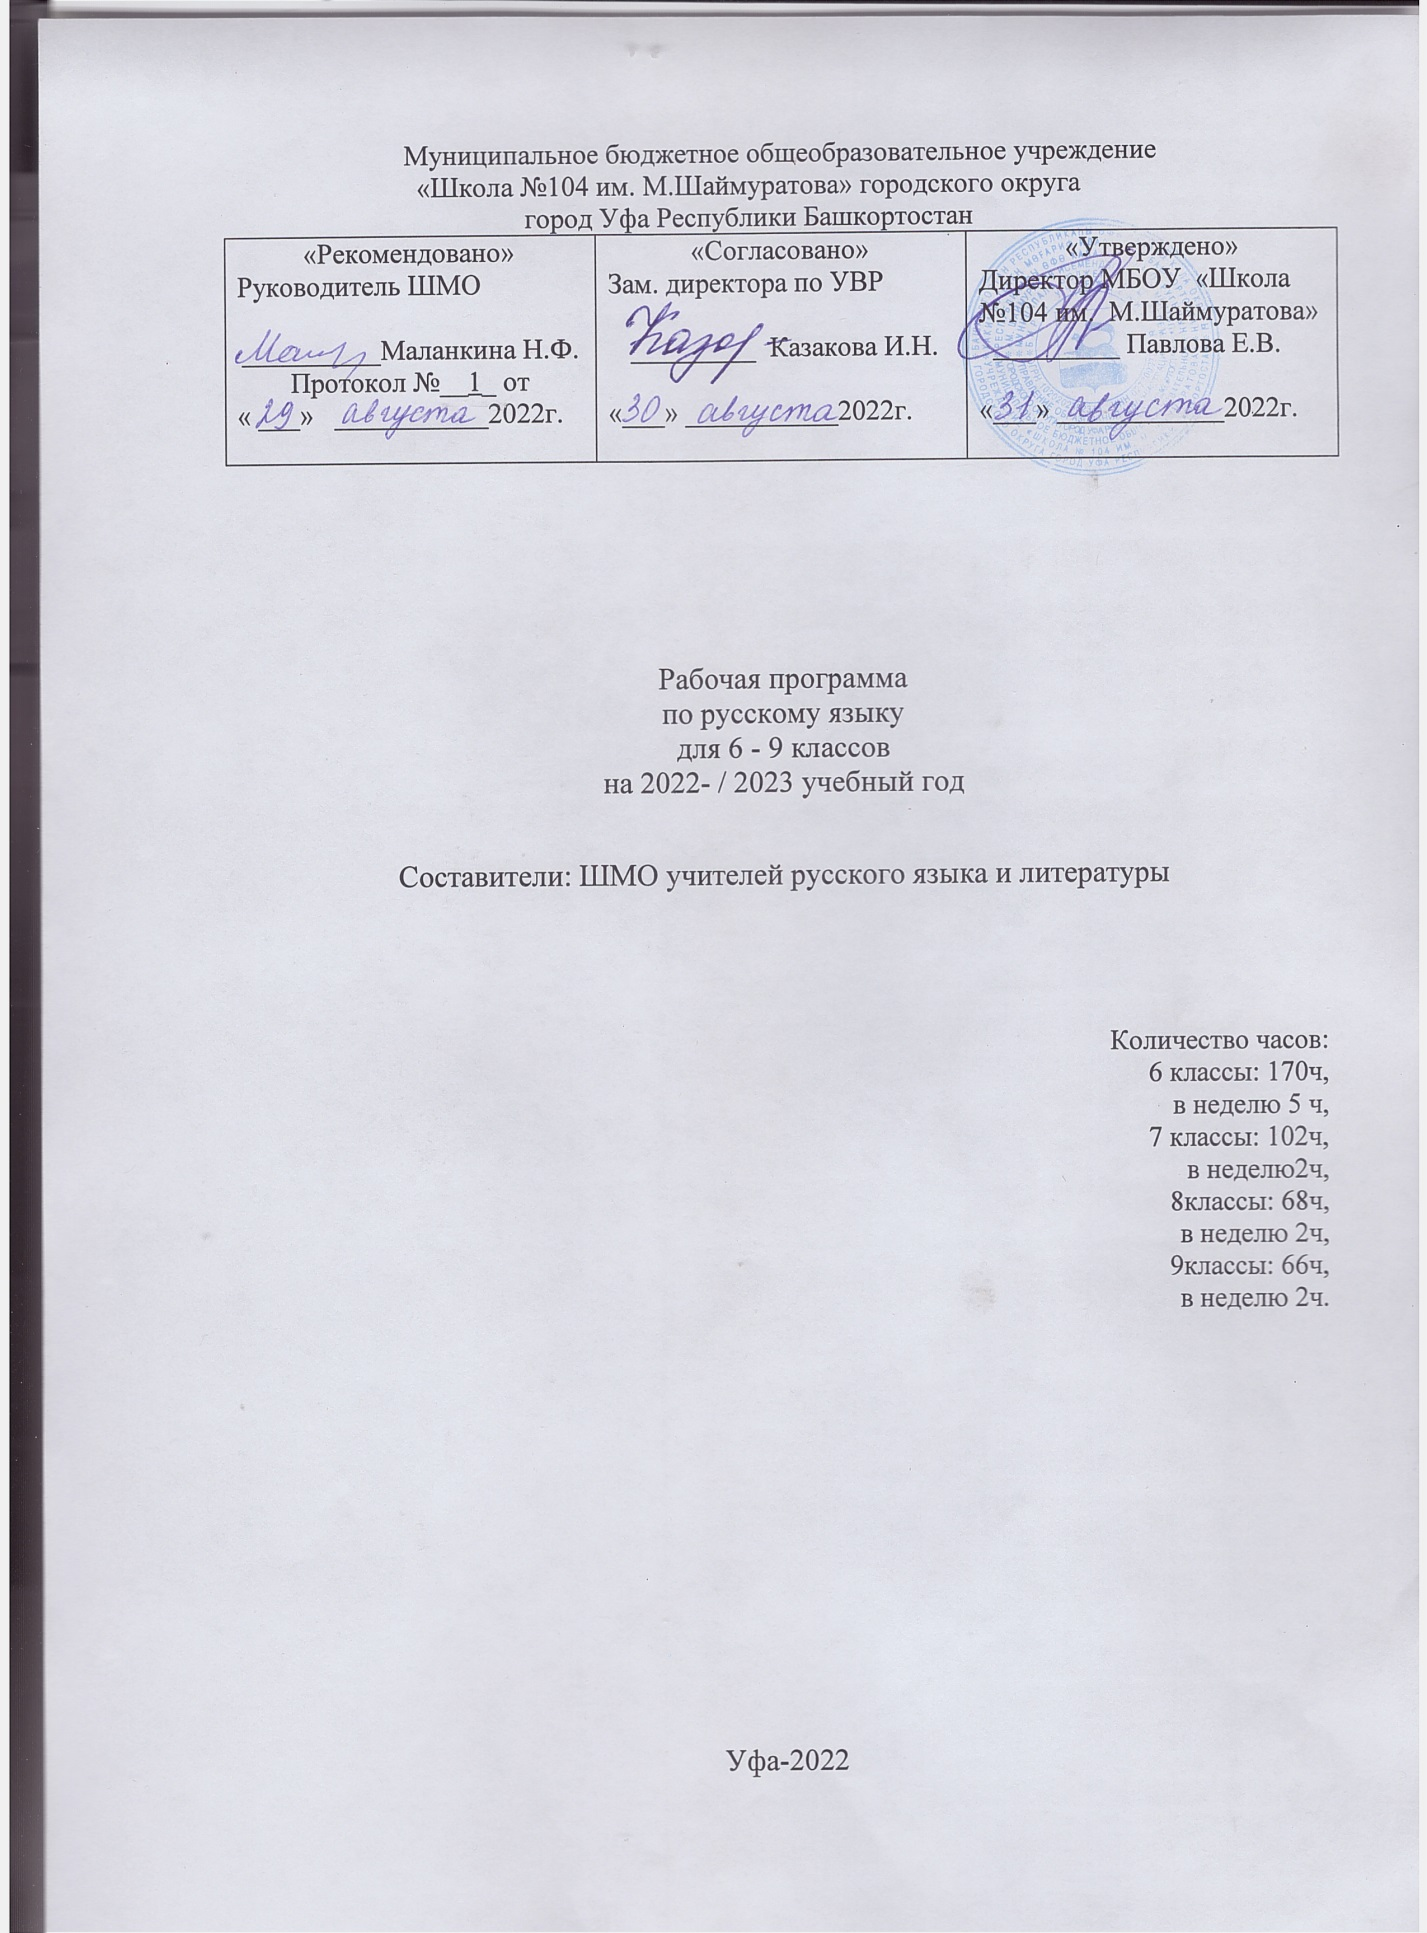 Муниципальное бюджетное общеобразовательное учреждение
«Школа №104 им. М.Шаймуратова» городского округа
город Уфа Республики Башкортостан
«Рекомендовано»
Руководитель ШМО
__________Маланкина Н.Ф.
Протокол №__1_ от
«29» августа 2022г.
«Согласовано»
Зам. директора по УВР
_________ Казакова И.Н.
«30» августа 2022г.
«Утверждено»
Директор МБОУ «Школа
№104 им. М.Шаймуратова»
_________ Павлова Е.В.
«31» августа 2022г.
Рабочая программа
по русскому языку
для 6 - 9 классов
на 2022- / 2023 учебный год
Составители: ШМО учителей русского языка и литературы
Количество часов:
6 классы: 170ч,
в неделю 5 ч,
7 классы: 102ч,
в неделю2ч,
8классы: 68ч,
в неделю 2ч,
9классы: 66ч,
в неделю 2ч.
Уфа-2022